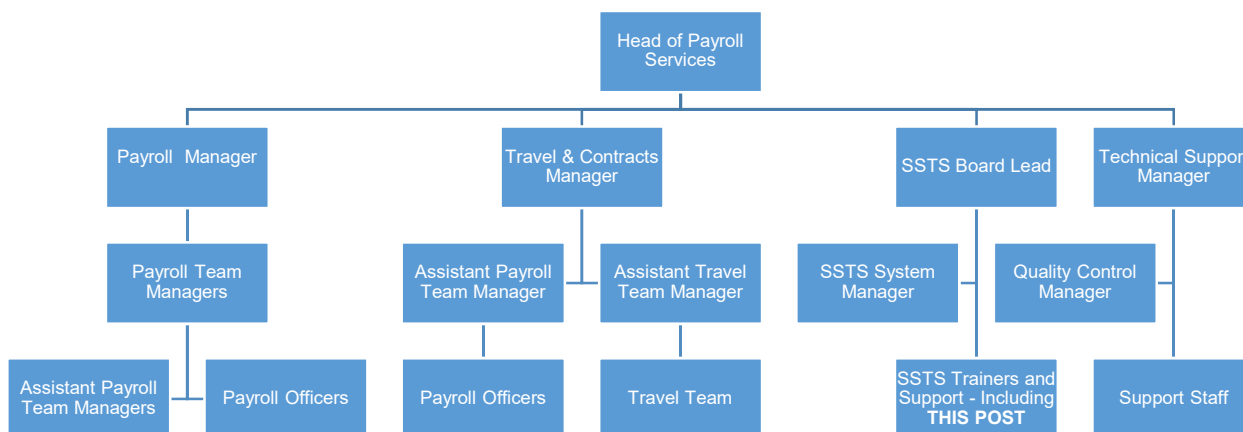 Head of Payroll
Services
Payroll Manager
Travel & Contracts
Manager
SSTS Board Lead
Technical Support
Manager
Payroll Team
Managers
Assistant Payroll
Team Manager
Assistant Travel
Team Manager
SSTS System
Manager
Quality Control
Manager
Assistant Payroll
Team Managers
Payroll Officers
Payroll Officers
Travel Team
SSTS Trainers and
Support - Including
THIS POST
Support Staff